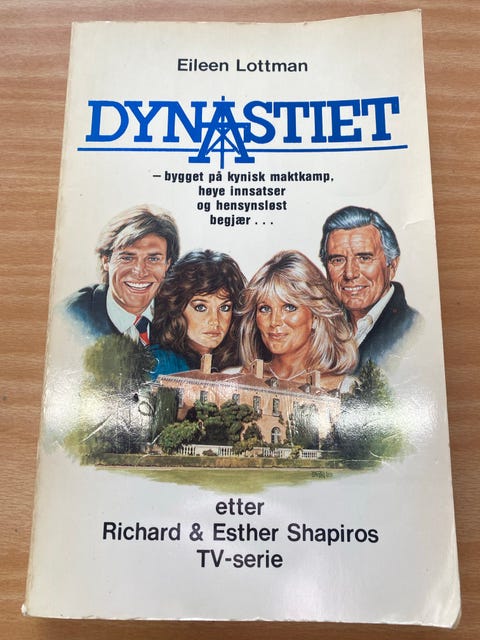 Eileen Lottman
DYNASTIET
– bygget på kynisk maktkamp,
høye innsatser
og hensynsløst
begjær . . .
etter
Richard & Esther Shapiros
TV-serie